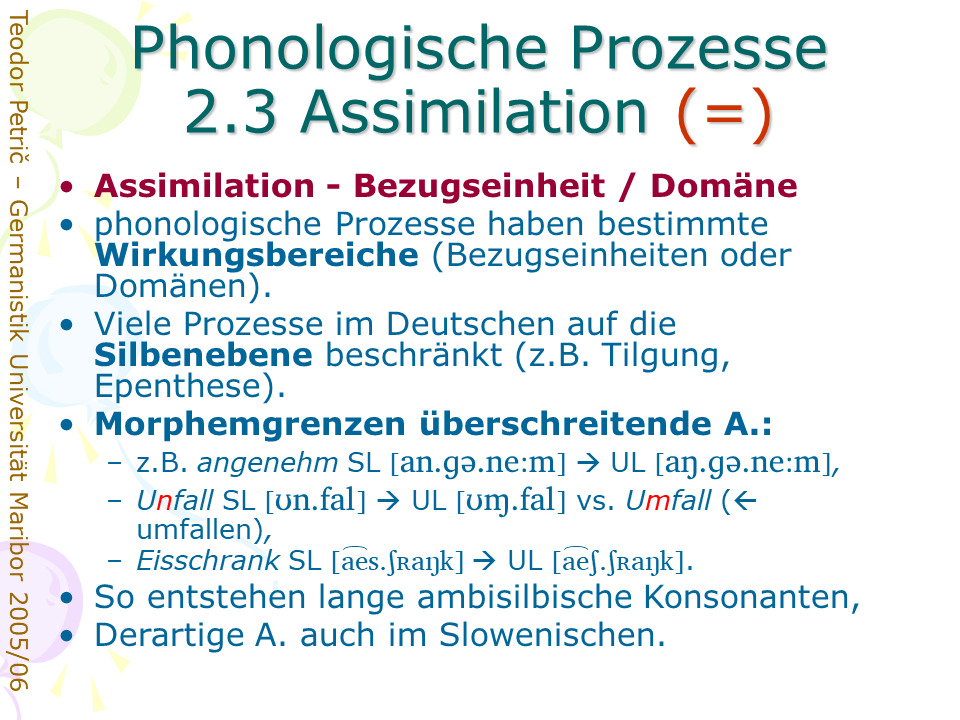 Phonologische Prozesse
2.3 Assimilation (=)
• Assimilation - Bezugseinheit / Domäne
• phonologische Prozesse haben bestimmte
Wirkungsbereiche (Bezugseinheiten oder
Domänen).
• Viele Prozesse im Deutschen auf die
Silbenebene beschränkt (z.B. Tilgung,
Epenthese).
• Morphemgrenzen überschreitende A.:
– z.B. angenehm SL [an.ɡə.neːm] → UL [aŋ.ɡə.neːm],
– Unfall SL [ʊn.fal] → UL [ʊɱ.fal] vs. Umfall (←
umfallen),
– Eisschrank SL [a͡es.ʃʀaŋk] → UL [a͡eʃ.ʃʀaŋk].
• So entstehen lange ambisilbische Konsonanten,
• Derartige A. auch im Slowenischen.
Teodor Petrič – Germanistik Universität Maribor 2005/06